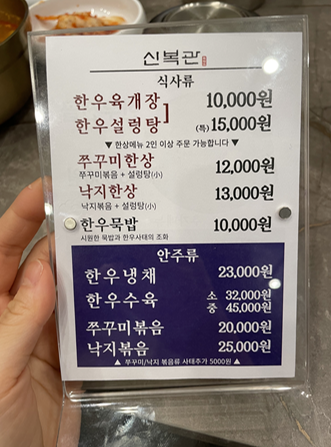 신복관
식사류
한우육개장 10,000원
한우설렁탕 (특)15,000원
▼ 한상메뉴 2인 이상 주문 가능합니다 ▼
쭈꾸미한상 12,000원
쭈꾸미볶음 + 설렁탕(小)
낙지한상 13,000원
낙지볶음 + 설렁탕(小)
한우묵밥 10,000원
시원한 묵밥과 한우사태의 조화
안주류
한우냉채 23,000원
한우수육 소 32,000원
중 45,000원
쭈꾸미볶음 20,000원
낙지볶음 25,000원
▲ 쭈꾸미/낙지 볶음류 사태추가 5000원 ▲